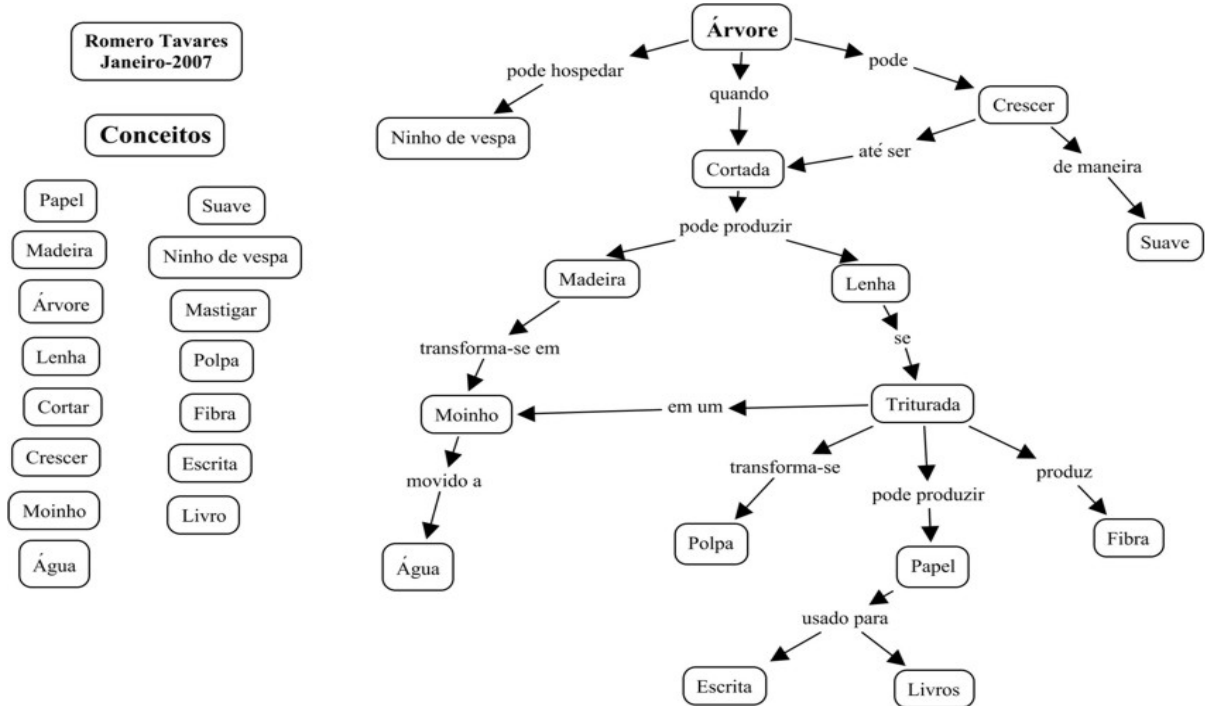 Romero Tavares
Janeiro-2007
Conceitos
Papel
Madeira
Árvore
Lenha
Cortar
Crescer
Moinho
Água
Suave
Ninho de vespa
Mastigar
Polpa
Fibra
Escrita
Livro
Árvore
pode hospedar
quando
pode
Ninho de vespa
Crescer
Cortada
até ser
de maneira
Suave
pode produzir
Madeira
Lenha
transforma-se em
se
Moinho
em um
Triturada
movido a
transforma-se
pode produzir
produz
Água
Polpa
Papel
Fibra
usado para
Escrita
Livros